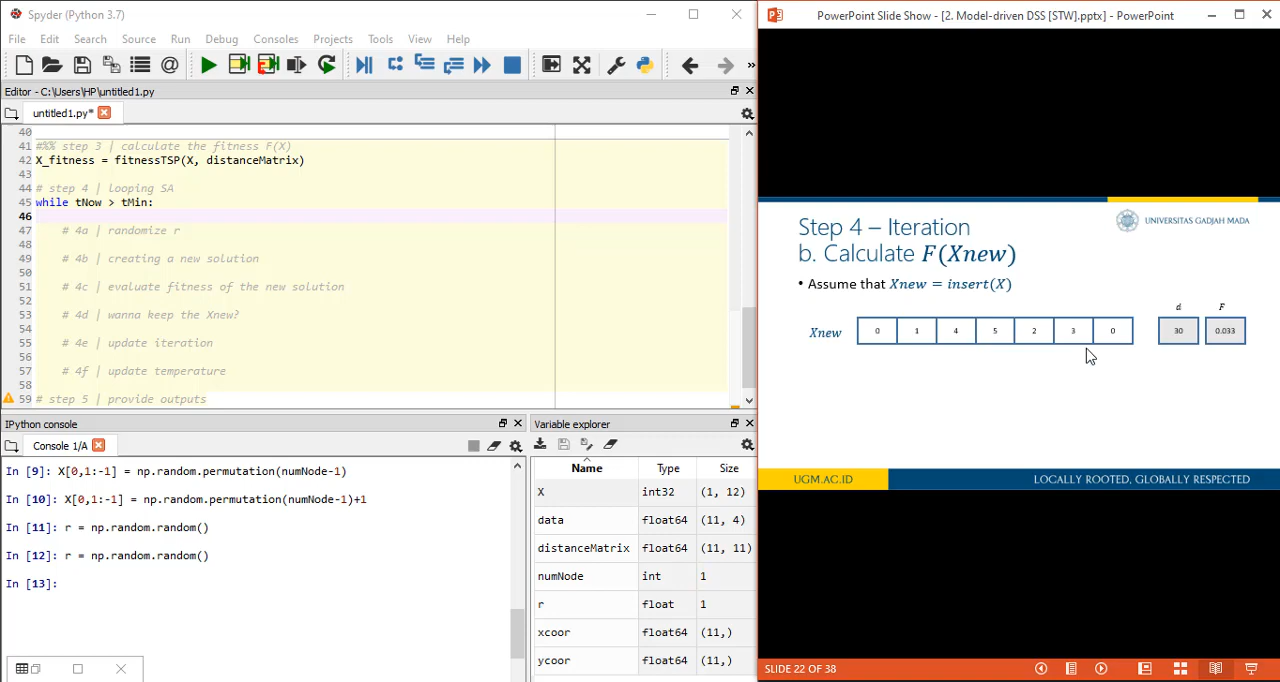 Spyder (Python 3.7)
File Edit Search Source Run Debug Consoles Projects Tools View Help
Editor - C:\Users\HP\untitled1.py
untitled1.py*
40
41 #%% step 3 | calculate the fitness F(X)
42 X_fitness = fitnessTSP(X, distanceMatrix)
43
44 # step 4 | looping SA
45 while tNow > tMin:
46
47 # 4a | randomize r
48
49 # 4b | creating a new solution
50
51 # 4c | evaluate fitness of the new solution
52
53 # 4d | wanna keep the Xnew?
54
55 # 4e | update iteration
56
57 # 4f | update temperature
58
59 # step 5 | provide outputs
IPython console
Console 1/A
In [9]: X[0,1:-1] = np.random.permutation(numNode-1)
In [10]: X[0,1:-1] = np.random.permutation(numNode-1)+1
In [11]: r = np.random.random()
In [12]: r = np.random.random()
In [13]:
Variable explorer
Name Type Size
X int32 (1, 12)
data float64 (11, 4)
distanceMatrix float64 (11, 11)
numNode int 1
r float 1
xcoor float64 (11,)
ycoor float64 (11,)
PowerPoint Slide Show - [2. Model-driven DSS [STW].pptx] - PowerPoint
UNIVERSITAS GADJAH MADA
Step 4 – Iteration
b. Calculate F(Xnew)
• Assume that Xnew = insert(X)
d F
Xnew 0 1 4 5 2 3 0 30 0.033
UGM.AC.ID LOCALLY ROOTED, GLOBALLY RESPECTED
SLIDE 22 OF 38